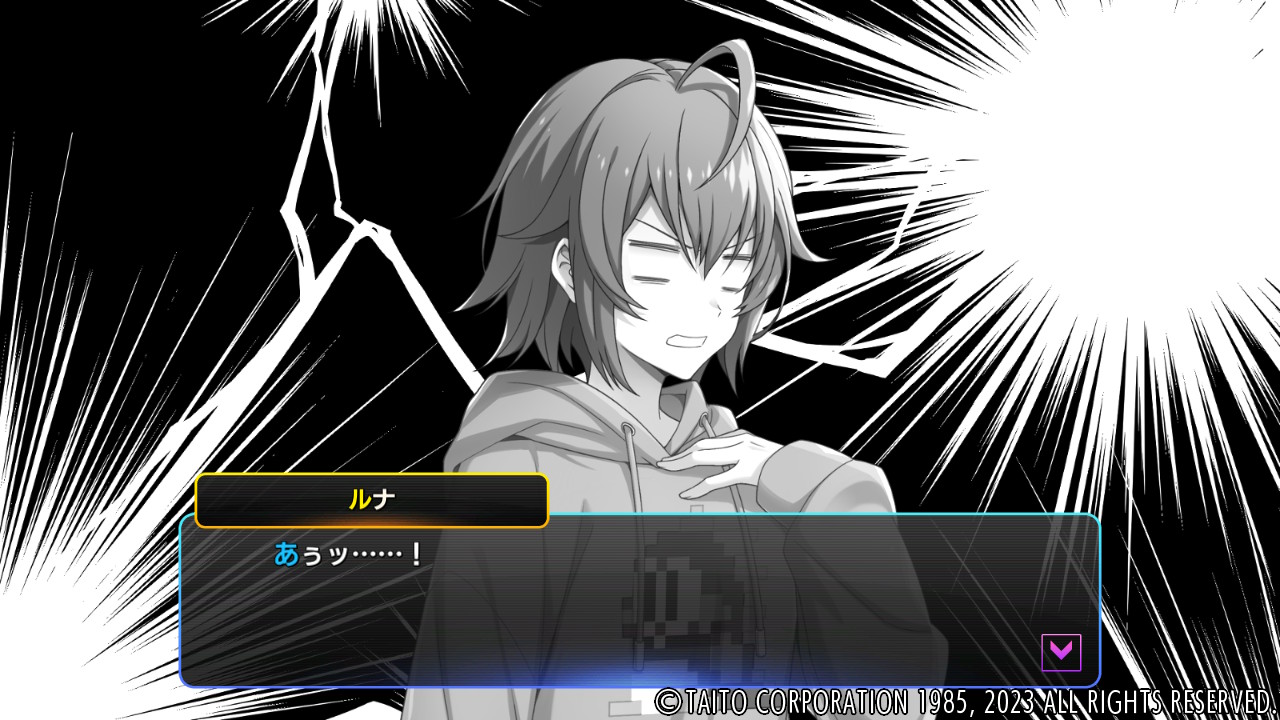 ルナ
あぅッ……！
©TAITO CORPORATION 1985, 2023 ALL RIGHTS RESERVED.